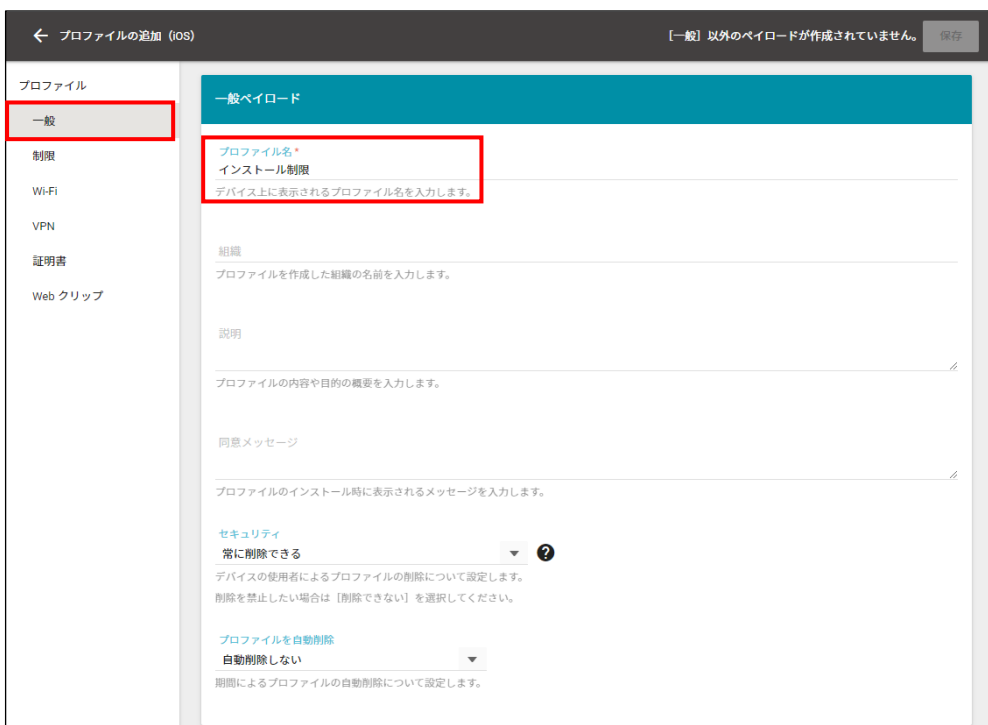 プロファイルの追加（iOS）
［一般］以外のペイロードが作成されていません。
保存
プロファイル
一般
制限
Wi-Fi
VPN
証明書
Web クリップ
一般ペイロード
プロファイル名*
インストール制限
デバイス上に表示されるプロファイル名を入力します。
組織
プロファイルを作成した組織の名前を入力します。
説明
プロファイルの内容や目的の概要を入力します。
同意メッセージ
プロファイルのインストール時に表示されるメッセージを入力します。
セキュリティ
常に削除できる
?
デバイスの使用者によるプロファイルの削除について設定します。
削除を禁止したい場合は［削除できない］を選択してください。
プロファイルを自動削除
自動削除しない
期間によるプロファイルの自動削除について設定します。